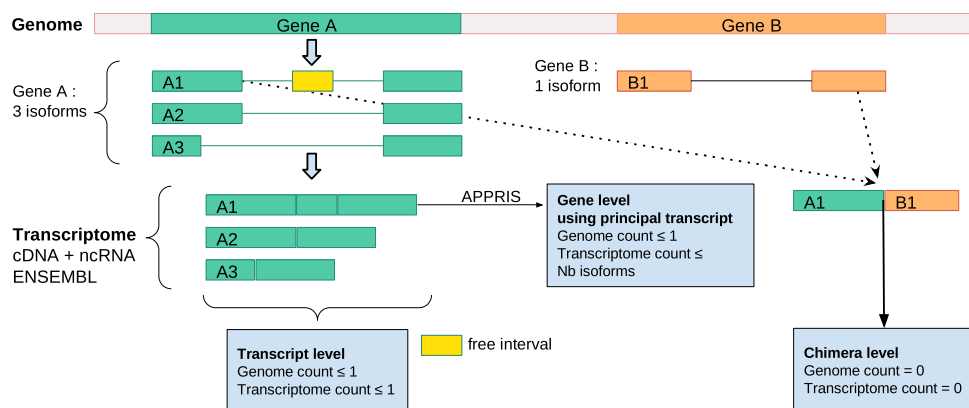 Genome
Gene A
Gene B
Gene A :
3 isoforms
A1
A2
A3
Gene B :
1 isoform
B1
Transcriptome
cDNA + ncRNA
ENSEMBL
A1
A2
A3
APPRIS
Gene level
using principal transcript
Genome count ≤ 1
Transcriptome count ≤
Nb isoforms
A1
B1
Transcript level
Genome count ≤ 1
Transcriptome count ≤ 1
free interval
Chimera level
Genome count = 0
Transcriptome count = 0